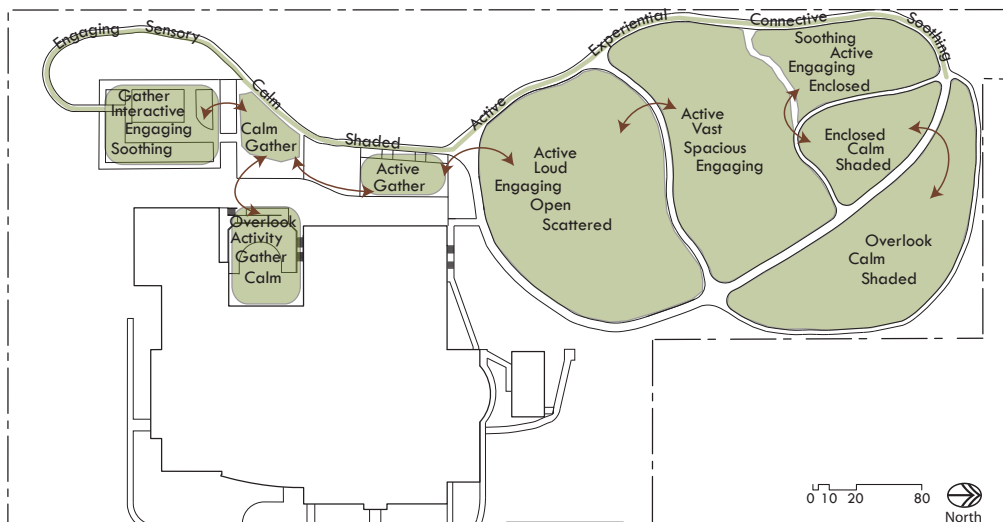 Engaging
Sensory
Calm
Shaded
Active
Experiential
Connective
Soothing
Gather
Interactive
Engaging
Soothing
Calm
Gather
Active
Gather
Overlook
Activity
Gather
Calm
Active
Loud
Engaging
Open
Scattered
Active
Vast
Spacious
Engaging
Soothing
Active
Engaging
Enclosed
Enclosed
Calm
Shaded
Overlook
Calm
Shaded
0 10 20 80
North